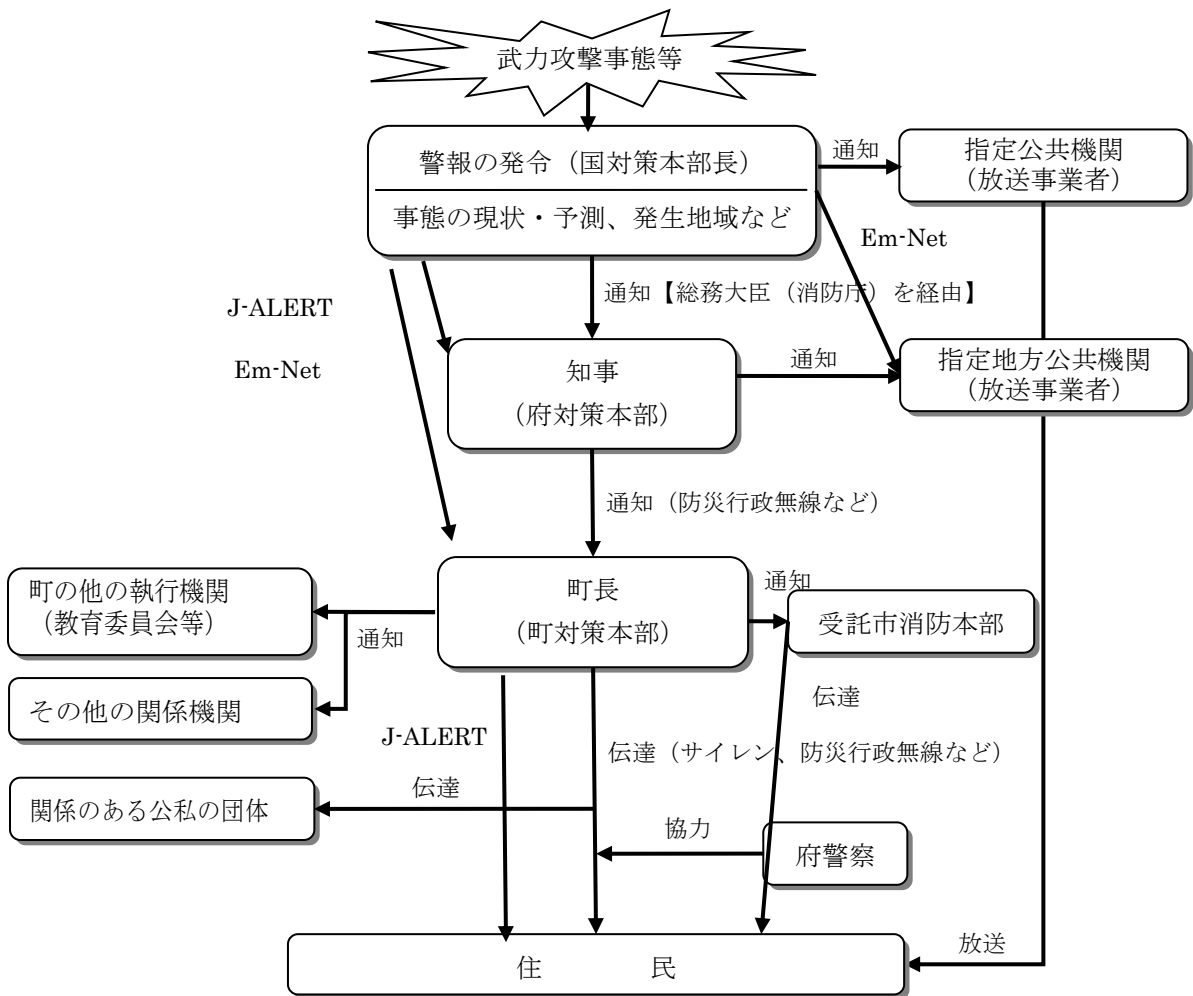 武力攻撃事態等
警報の発令（国対策本部長）
事態の現状・予測、発生地域など
通知
指定公共機関
（放送事業者）
Em-Net
J-ALERT
Em-Net
通知【総務大臣（消防庁）を経由】
知事
（府対策本部）
通知
指定地方公共機関
（放送事業者）
通知（防災行政無線など）
町の他の執行機関
（教育委員会等）
通知
町長
（町対策本部）
通知
受託市消防本部
その他の関係機関
伝達
J-ALERT
伝達（サイレン、防災行政無線など）
関係のある公私の団体
伝達
協力
府警察
住　　　民
放送